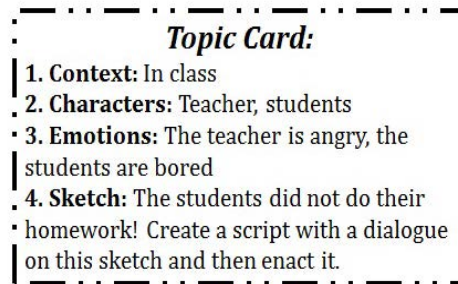 Topic Card:
1. Context: In class
2. Characters: Teacher, students
3. Emotions: The teacher is angry, the
students are bored
4. Sketch: The students did not do their
homework! Create a script with a dialogue
on this sketch and then enact it.